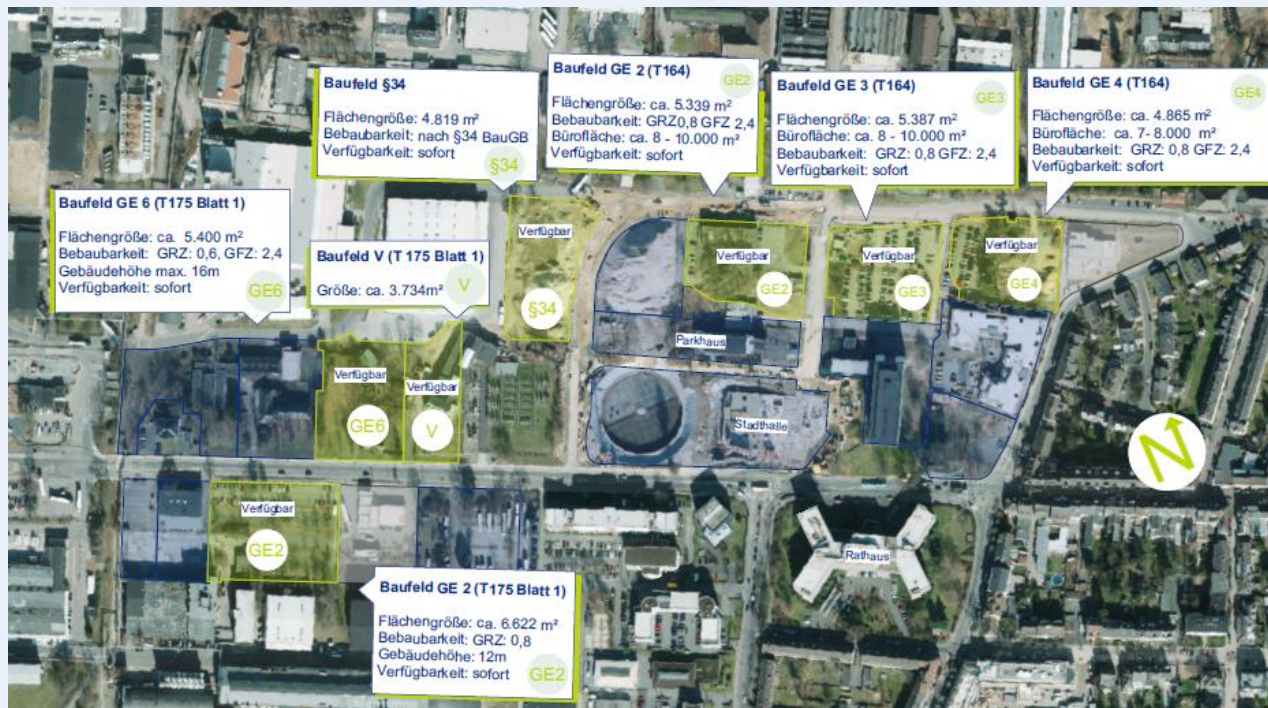 Baufeld §34
Flächengröße: 4.819 m²
Bebaubarkeit: nach §34 BauGB
Verfügbarkeit: sofort
§34
Baufeld GE 2 (T164)
GE2
Flächengröße: ca. 5.339 m²
Bebaubarkeit: GRZ0,8 GFZ 2,4
Bürofläche: ca. 8 - 10.000 m²
Verfügbarkeit: sofort
Baufeld GE 3 (T164)
GE3
Flächengröße: ca. 5.387 m²
Bürofläche: ca. 8 - 10.000 m²
Bebaubarkeit: GRZ: 0,8 GFZ: 2,4
Verfügbarkeit: sofort
Baufeld GE 4 (T164)
GE4
Flächengröße: ca. 4.865 m²
Bürofläche: ca. 7- 8.000 m²
Bebaubarkeit: GRZ: 0,8 GFZ: 2,4
Verfügbarkeit: sofort
Baufeld GE 6 (T175 Blatt 1)
Flächengröße: ca. 5.400 m²
Bebaubarkeit: GRZ: 0,6, GFZ: 2,4
Gebäudehöhe max. 16m
Verfügbarkeit: sofort
GE6
Baufeld V (T 175 Blatt 1)
Größe: ca. 3.734m²
V
Verfügbar
§34
Verfügbar
GE2
Verfügbar
GE3
Verfügbar
GE4
Parkhaus
Verfügbar
GE6
Verfügbar
V
Stadthalle
N
Verfügbar
GE2
Rathaus
Baufeld GE 2 (T175 Blatt 1)
Flächengröße: ca. 6.622 m²
Bebaubarkeit: GRZ: 0,8
Gebäudehöhe: 12m
Verfügbarkeit: sofort
GE2